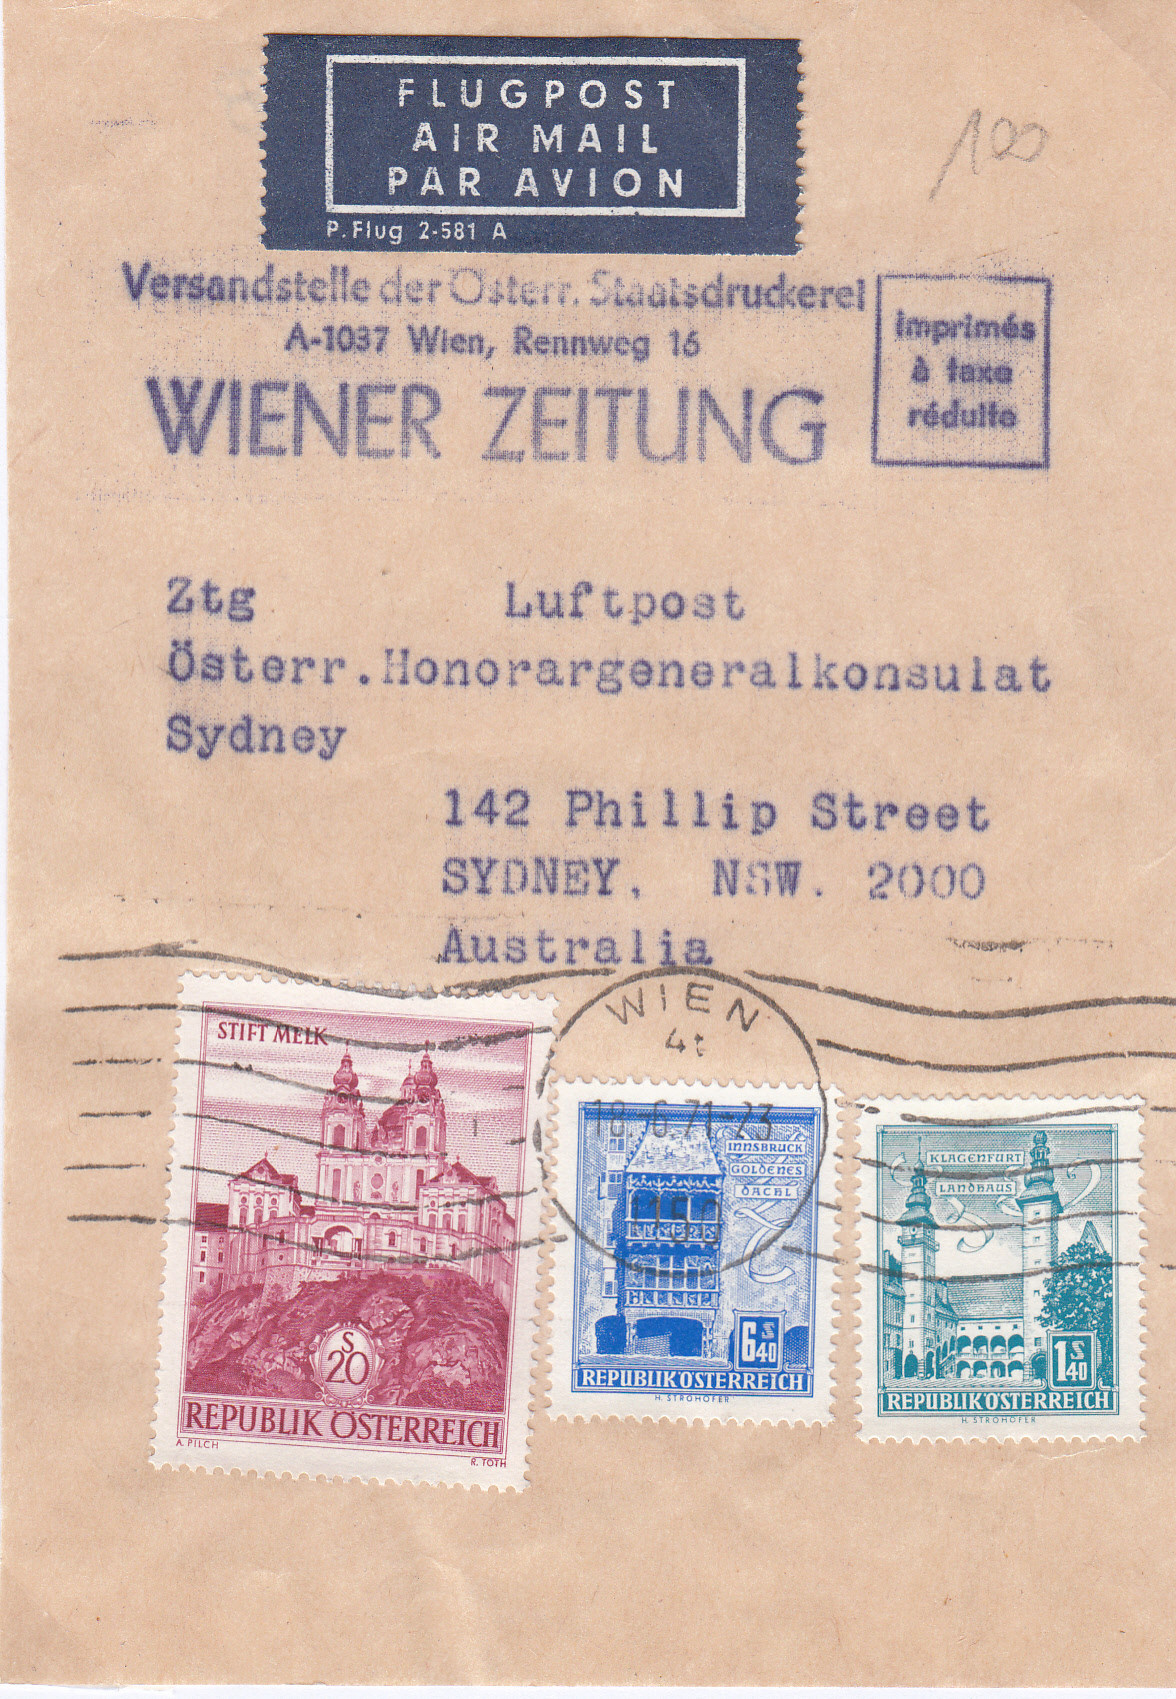 FLUGPOST
AIR MAIL
PAR AVION
P. Flug 2-581 A
100
Versandstelle der Österr. Staatsdruckerei
A-1037 Wien, Rennweg 16
WIENER ZEITUNG
imprimés
à taxe
réduite
Ztg Luftpost
Österr.Honorargeneralkonsulat
Sydney
142 Phillip Street
SYDNEY, NSW. 2000
Australia
WIEN
4t
18-6 71-23
1150
STIFT MELK
S
20
REPUBLIK ÖSTERREICH
A. PILCH
R. TOTH
INNSBRUCK
GOLDENES
DACHL
6 S 40
REPUBLIK ÖSTERREICH
H. STROHOFER
KLAGENFURT
LANDHAUS
1 S 40
REPUBLIK ÖSTERREICH
H. STROHOFER